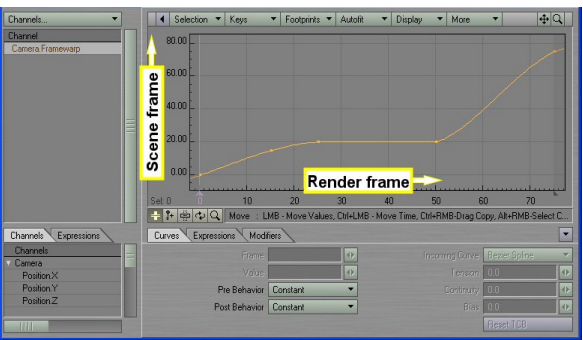 Channels... Selection Keys Footprints Autofit Display More
Channel
Camera.Framewarp
80.00
60.00
40.00
20.00
0.00
Scene frame
Render frame
Sel: 0 0 10 20 30 40 50 60 70
Move : LMB - Move Values, Ctrl+LMB - Move Time, Ctrl+RMB-Drag Copy, Alt+RMB-Select C...
Channels Expressions
Curves Expressions Modifiers
Channels
Camera
Position.X
Position.Y
Position.Z
Frame
Value
Pre Behavior Constant
Post Behavior Constant
Incoming Curve Bezier Spline
Tension 0.0
Continuity 0.0
Bias 0.0
Reset TCB